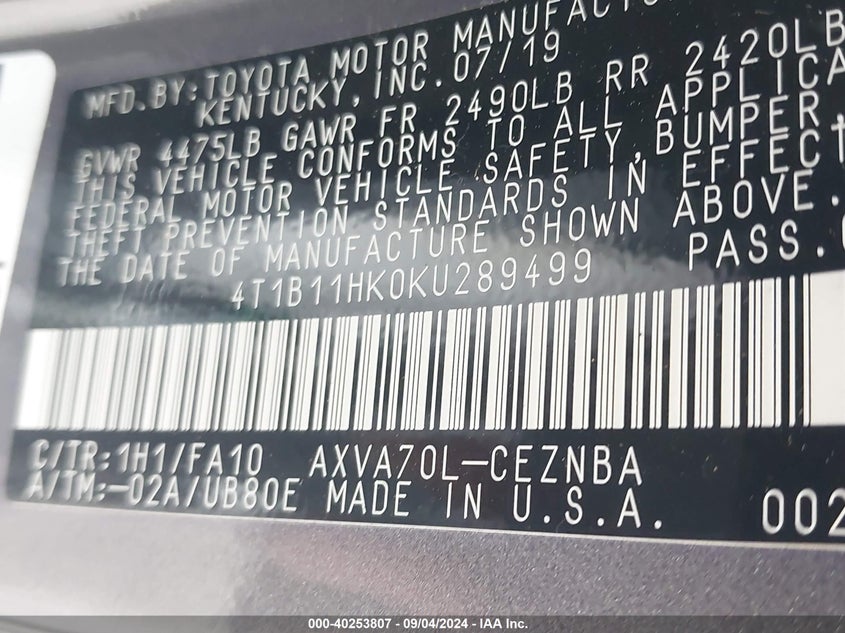 MFD. BY: TOYOTA MOTOR MANUFACTU
KENTUCKY, INC. 07/19
GVWR 4475LB GAWR FR 2490LB RR 2420LB
THIS VEHICLE CONFORMS TO ALL APPLICA
FEDERAL MOTOR VEHICLE SAFETY, BUMPER,
THEFT PREVENTION STANDARDS IN EFFECT
THE DATE OF MANUFACTURE SHOWN ABOVE.
4T1B11HK0KU289499 PASS.
C/TR: 1H1/FA10 AXVA70L-CEZNBA
A/TM: -02A/UB80E MADE IN U.S.A. 002
000-40253807 - 09/04/2024 - IAA Inc.